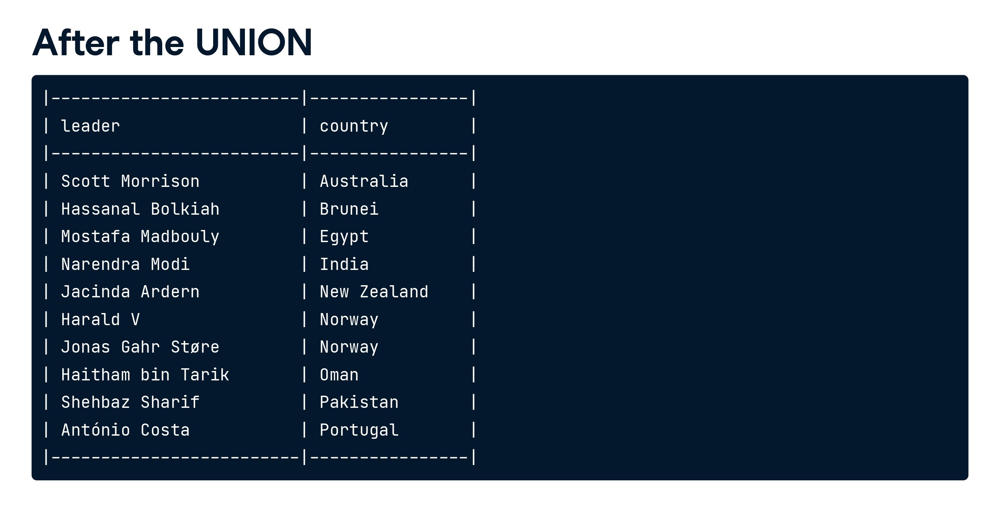 After the UNION
|-------------------------|----------------|
| leader                  | country        |
|-------------------------|----------------|
| Scott Morrison          | Australia      |
| Hassanal Bolkiah        | Brunei         |
| Mostafa Madbouly        | Egypt          |
| Narendra Modi           | India          |
| Jacinda Ardern          | New Zealand    |
| Harald V                | Norway         |
| Jonas Gahr Støre        | Norway         |
| Haitham bin Tarik       | Oman           |
| Shehbaz Sharif          | Pakistan       |
| António Costa           | Portugal       |
|-------------------------|----------------|